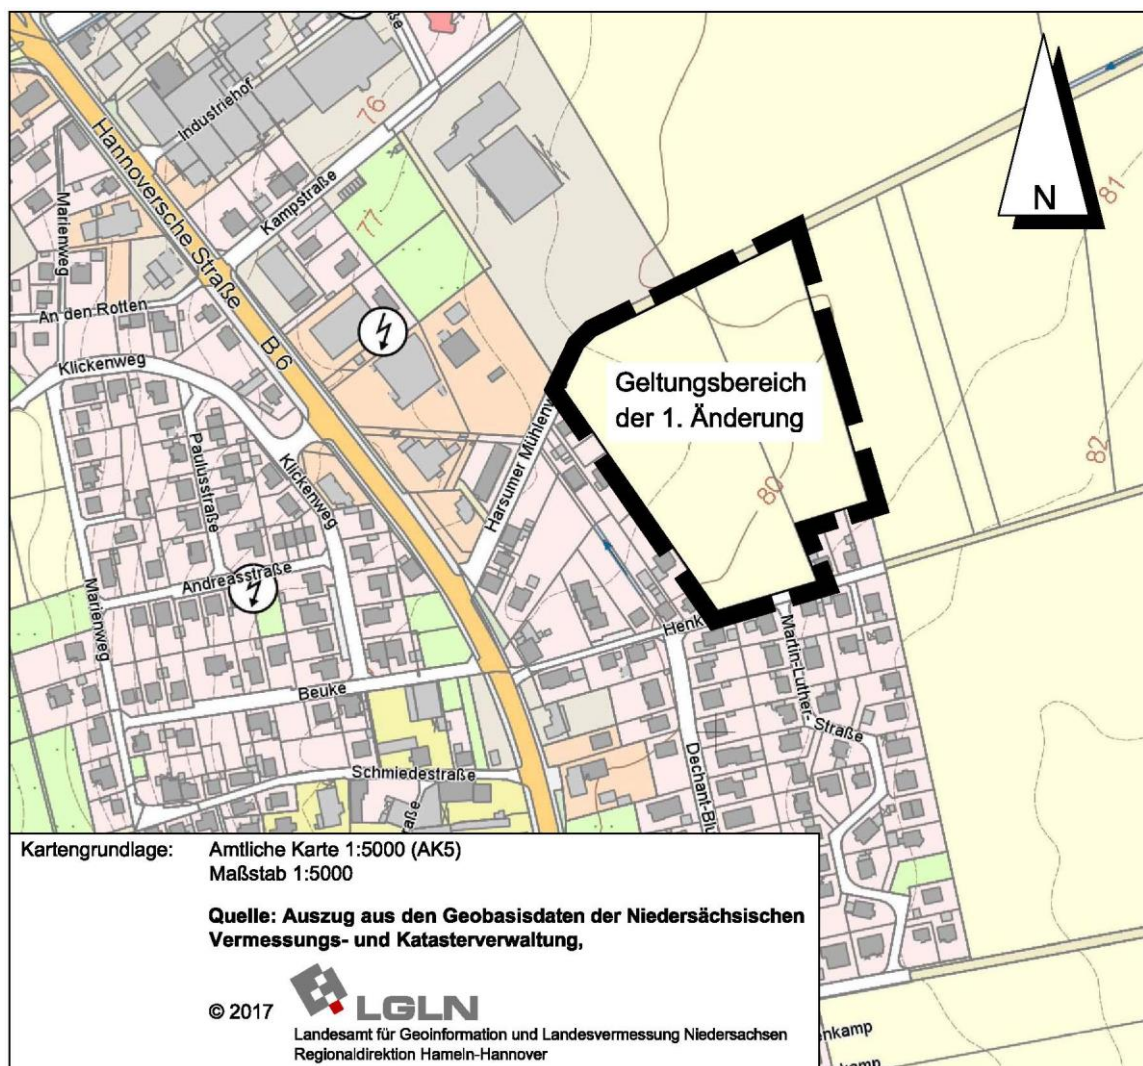 Industriehof
76
Hannoversche Straße
Marienweg
77
Kampstraße
N
81
An den Rotten
B 6
Klickenweg
Geltungsbereich
der 1. Änderung
Paulusstraße
Klickenweg
Harsumer Mühlenw
80
82
Andreasstraße
Marienweg
Henk
Martin-Luther-Straße
Beuke
Dechant-Blu
Schmiedestraße
Kartengrundlage: Amtliche Karte 1:5000 (AK5)
Maßstab 1:5000
Quelle: Auszug aus den Geobasisdaten der Niedersächsischen
Vermessungs- und Katasterverwaltung,
© 2017 LGLN
Landesamt für Geoinformation und Landesvermessung Niedersachsen
Regionaldirektion Hameln-Hannover